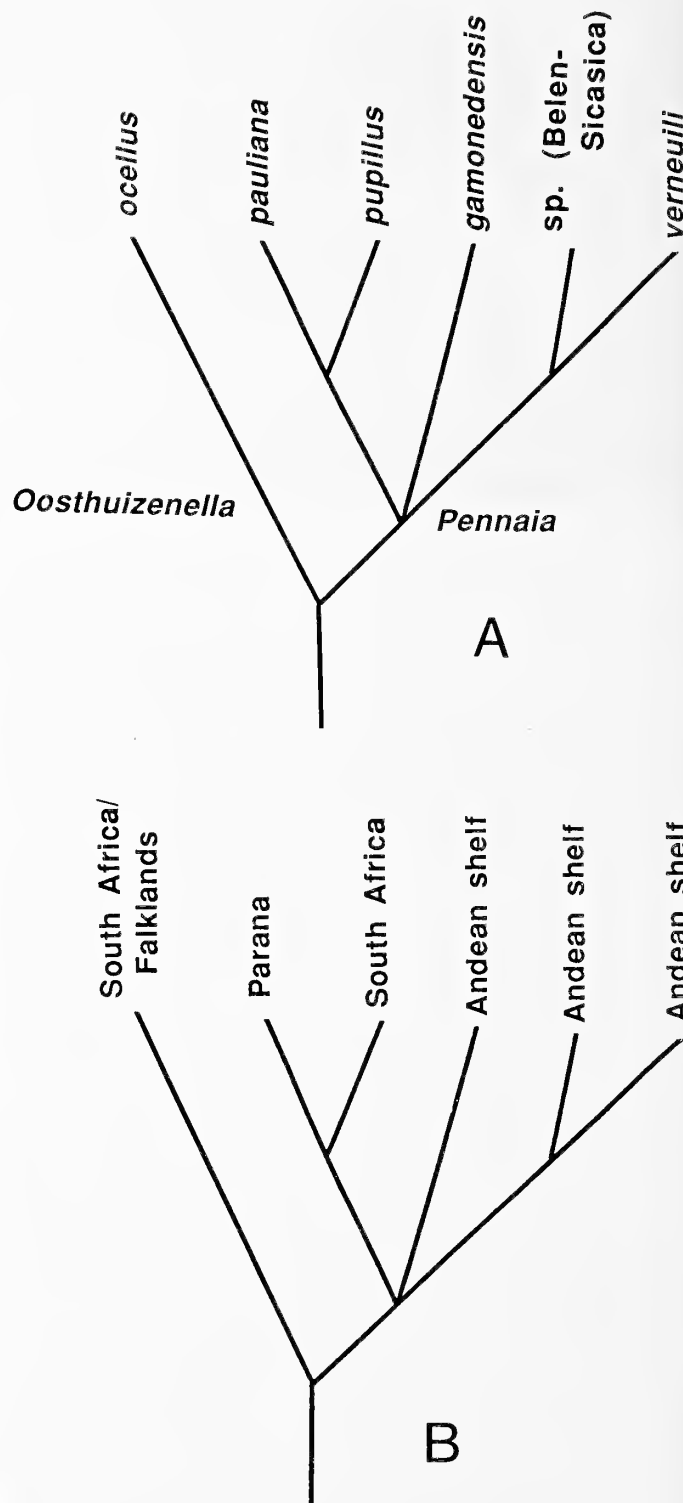 ocellus
pauliana
pupillus
gamonedensis
sp. (Belen-
Sicasica)
verneuili
Oosthuizenella
Pennaia
A
South Africa/
Falklands
Parana
South Africa
Andean shelf
Andean shelf
Andean shelf
B